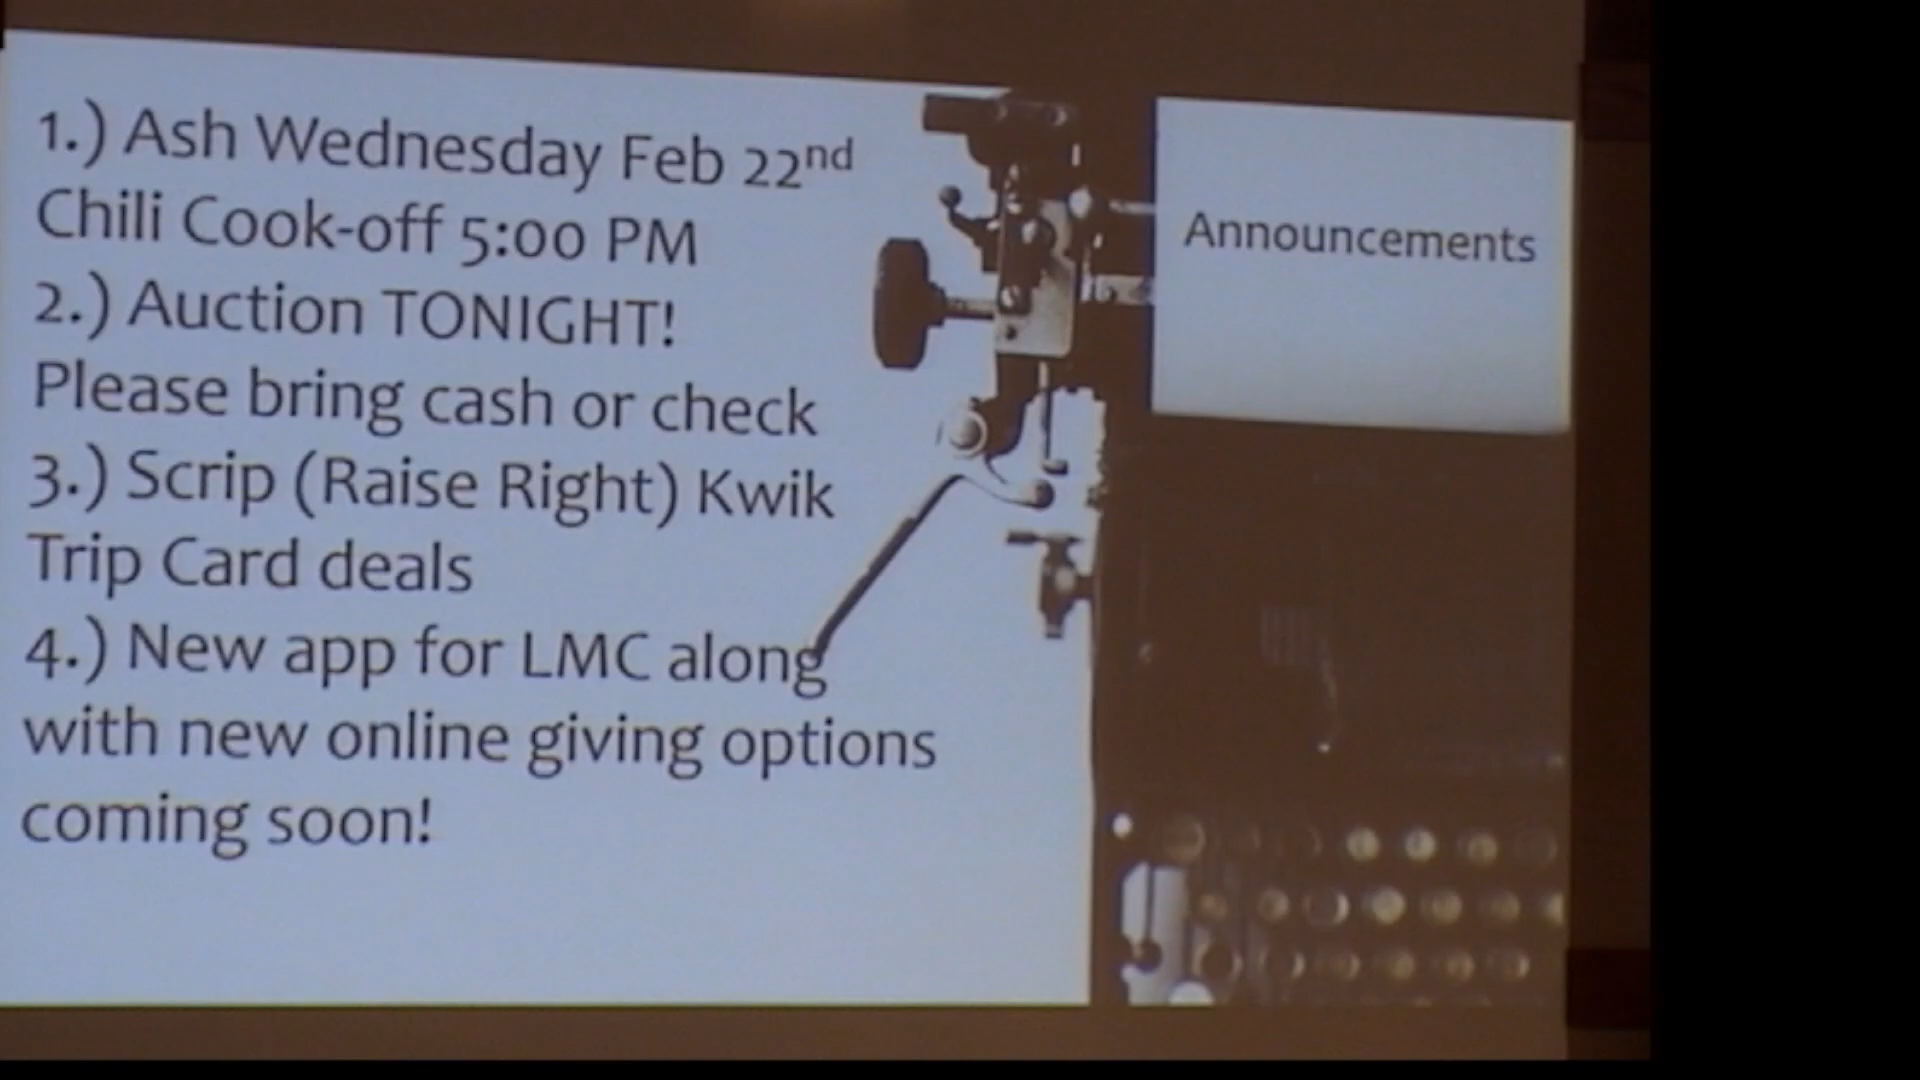 1.) Ash Wednesday Feb 22nd
Chili Cook-off 5:00 PM
2.) Auction TONIGHT!
Please bring cash or check
3.) Scrip (Raise Right) Kwik
Trip Card deals
4.) New app for LMC along
with new online giving options
coming soon!
Announcements